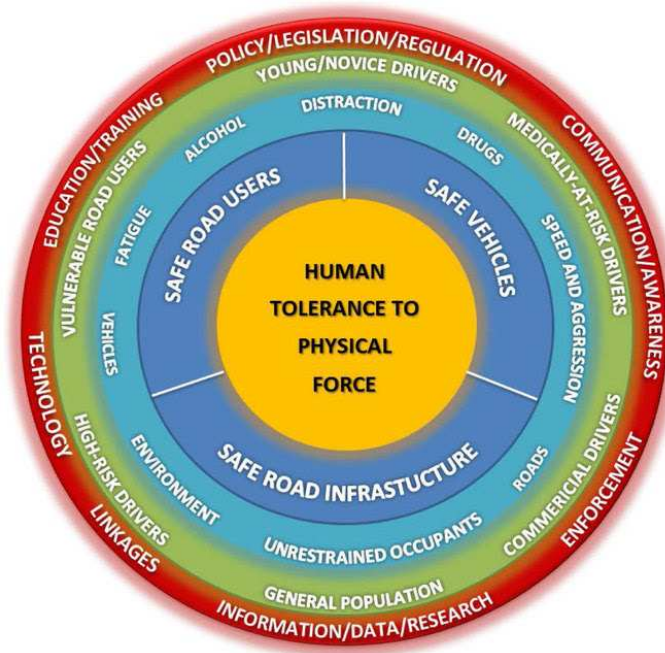 POLICY/LEGISLATION/REGULATION
COMMUNICATION/AWARENESS
ENFORCEMENT
INFORMATION/DATA/RESEARCH
LINKAGES
TECHNOLOGY
EDUCATION/TRAINING
YOUNG/NOVICE DRIVERS
MEDICALLY-AT-RISK DRIVERS
COMMERICIAL DRIVERS
GENERAL POPULATION
HIGH-RISK DRIVERS
VULNERABLE ROAD USERS
DISTRACTION
DRUGS
SPEED AND AGGRESSION
ROADS
UNRESTRAINED OCCUPANTS
ENVIRONMENT
VEHICLES
FATIGUE
ALCOHOL
SAFE ROAD USERS
SAFE VEHICLES
SAFE ROAD INFRASTUCTURE
HUMAN
TOLERANCE TO
PHYSICAL
FORCE